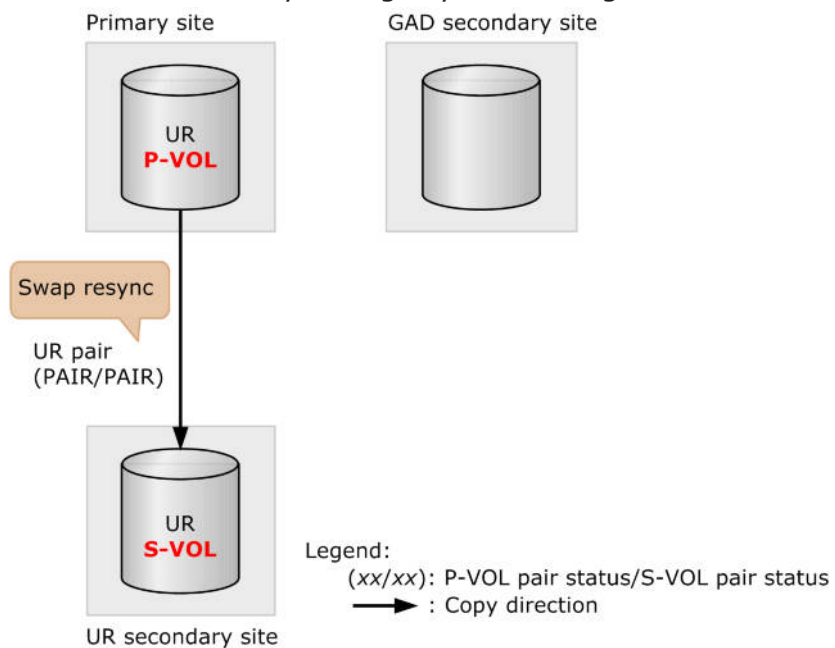 Primary site
GAD secondary site
UR
P-VOL
Swap resync
UR pair
(PAIR/PAIR)
UR
S-VOL
Legend:
(xx/xx): P-VOL pair status/S-VOL pair status
: Copy direction
UR secondary site